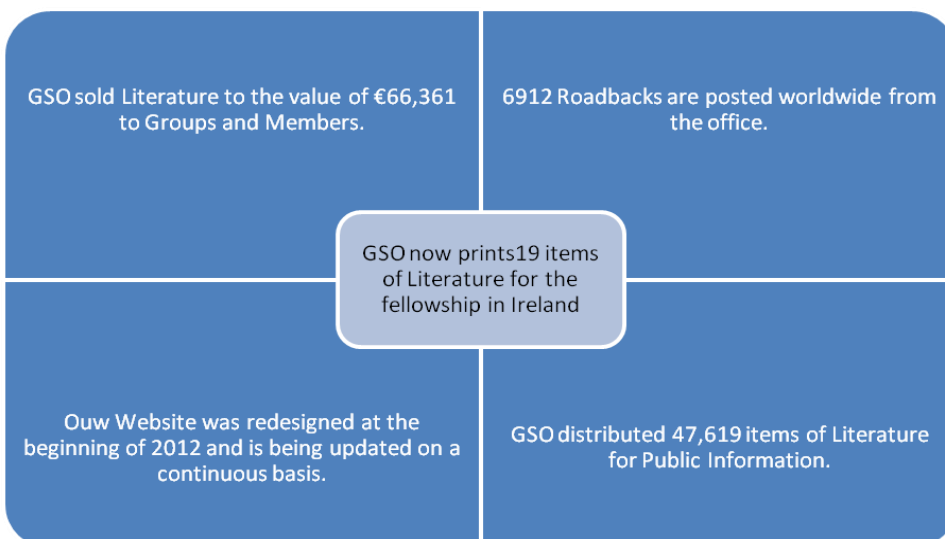 GSO sold Literature to the value of €66,361
to Groups and Members.
6912 Roadbacks are posted worldwide from
the office.
GSO now prints19 items
of Literature for the
fellowship in Ireland
Ouw Website was redesigned at the
beginning of 2012 and is being updated on a
continuous basis.
GSO distributed 47,619 items of Literature
for Public Information.